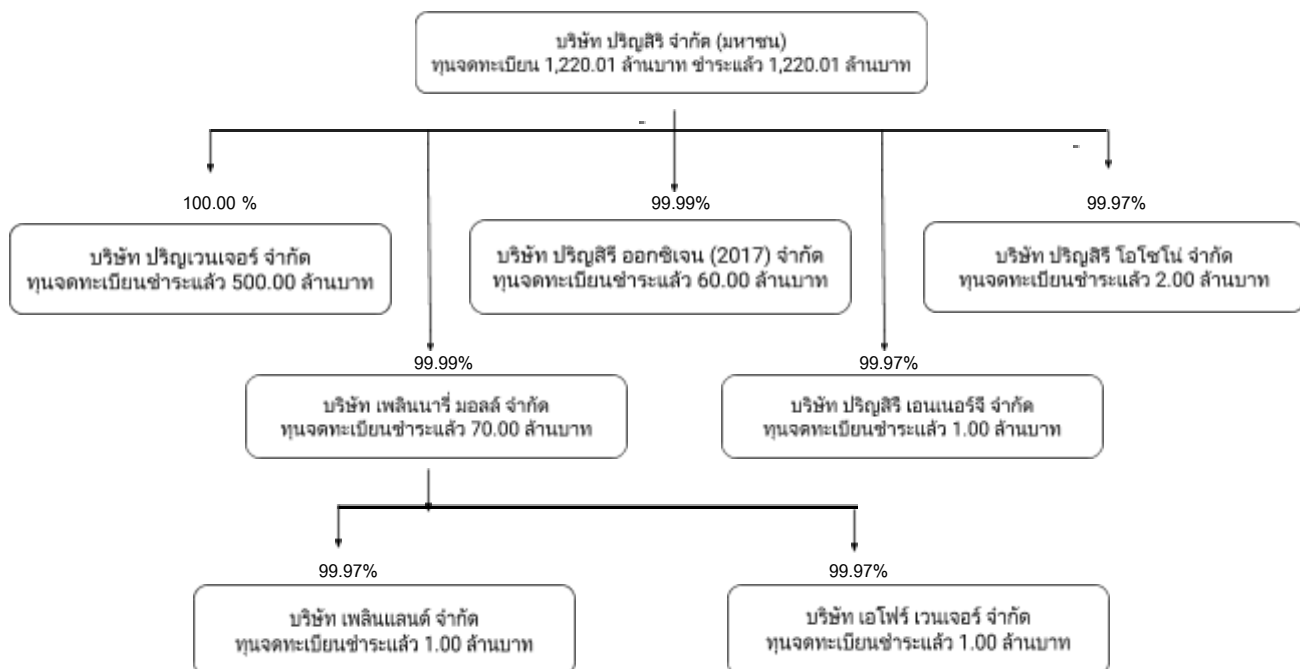 บริษัท ปริญสิริ จำกัด (มหาชน)
ทุนจดทะเบียน 1,220.01 ล้านบาท ชำระแล้ว 1,220.01 ล้านบาท
100.00 %
99.99%
99.97%
บริษัท ปริญเวนเจอร์ จำกัด
ทุนจดทะเบียนชำระแล้ว 500.00 ล้านบาท
บริษัท ปริญสิริ ออกซิเจน (2017) จำกัด
ทุนจดทะเบียนชำระแล้ว 60.00 ล้านบาท
บริษัท ปริญสิริ โอโซโน่ จำกัด
ทุนจดทะเบียนชำระแล้ว 2.00 ล้านบาท
99.99%
99.97%
บริษัท เพลินนารี่ มอลล์ จำกัด
ทุนจดทะเบียนชำระแล้ว 70.00 ล้านบาท
บริษัท ปริญสิริ เอนเนอร์จี จำกัด
ทุนจดทะเบียนชำระแล้ว 1.00 ล้านบาท
99.97%
99.97%
บริษัท เพลินแลนด์ จำกัด
ทุนจดทะเบียนชำระแล้ว 1.00 ล้านบาท
บริษัท เอโฟร์ เวนเจอร์ จำกัด
ทุนจดทะเบียนชำระแล้ว 1.00 ล้านบาท